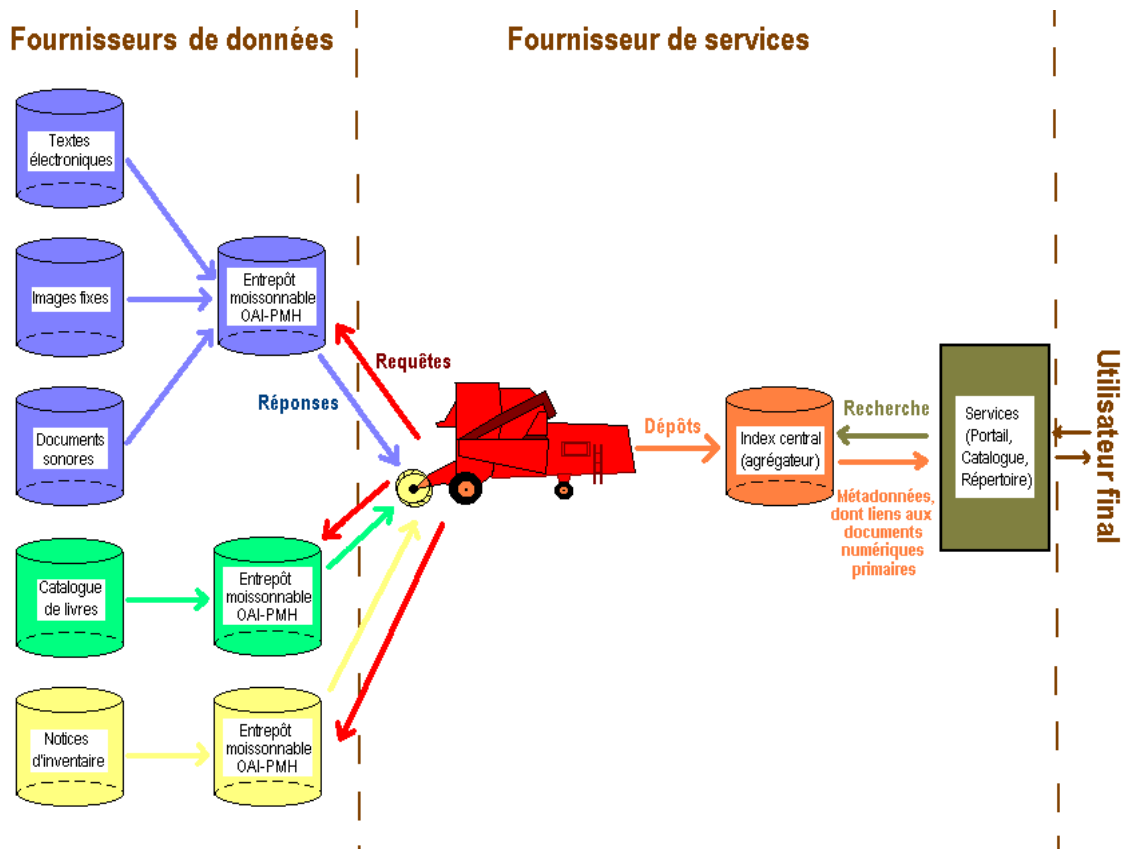 Fournisseurs de données
Fournisseur de services
Textes
électroniques
Images fixes
Documents
sonores
Catalogue
de livres
Notices
d'inventaire
Entrepôt
moissonnable
OAI-PMH
Entrepôt
moissonnable
OAI-PMH
Entrepôt
moissonnable
OAI-PMH
Requêtes
Réponses
Dépôts
Index central
(agrégateur)
Recherche
Métadonnées,
dont liens aux
documents
numériques
primaires
Services
(Portail,
Catalogue,
Répertoire)
Utilisateur final